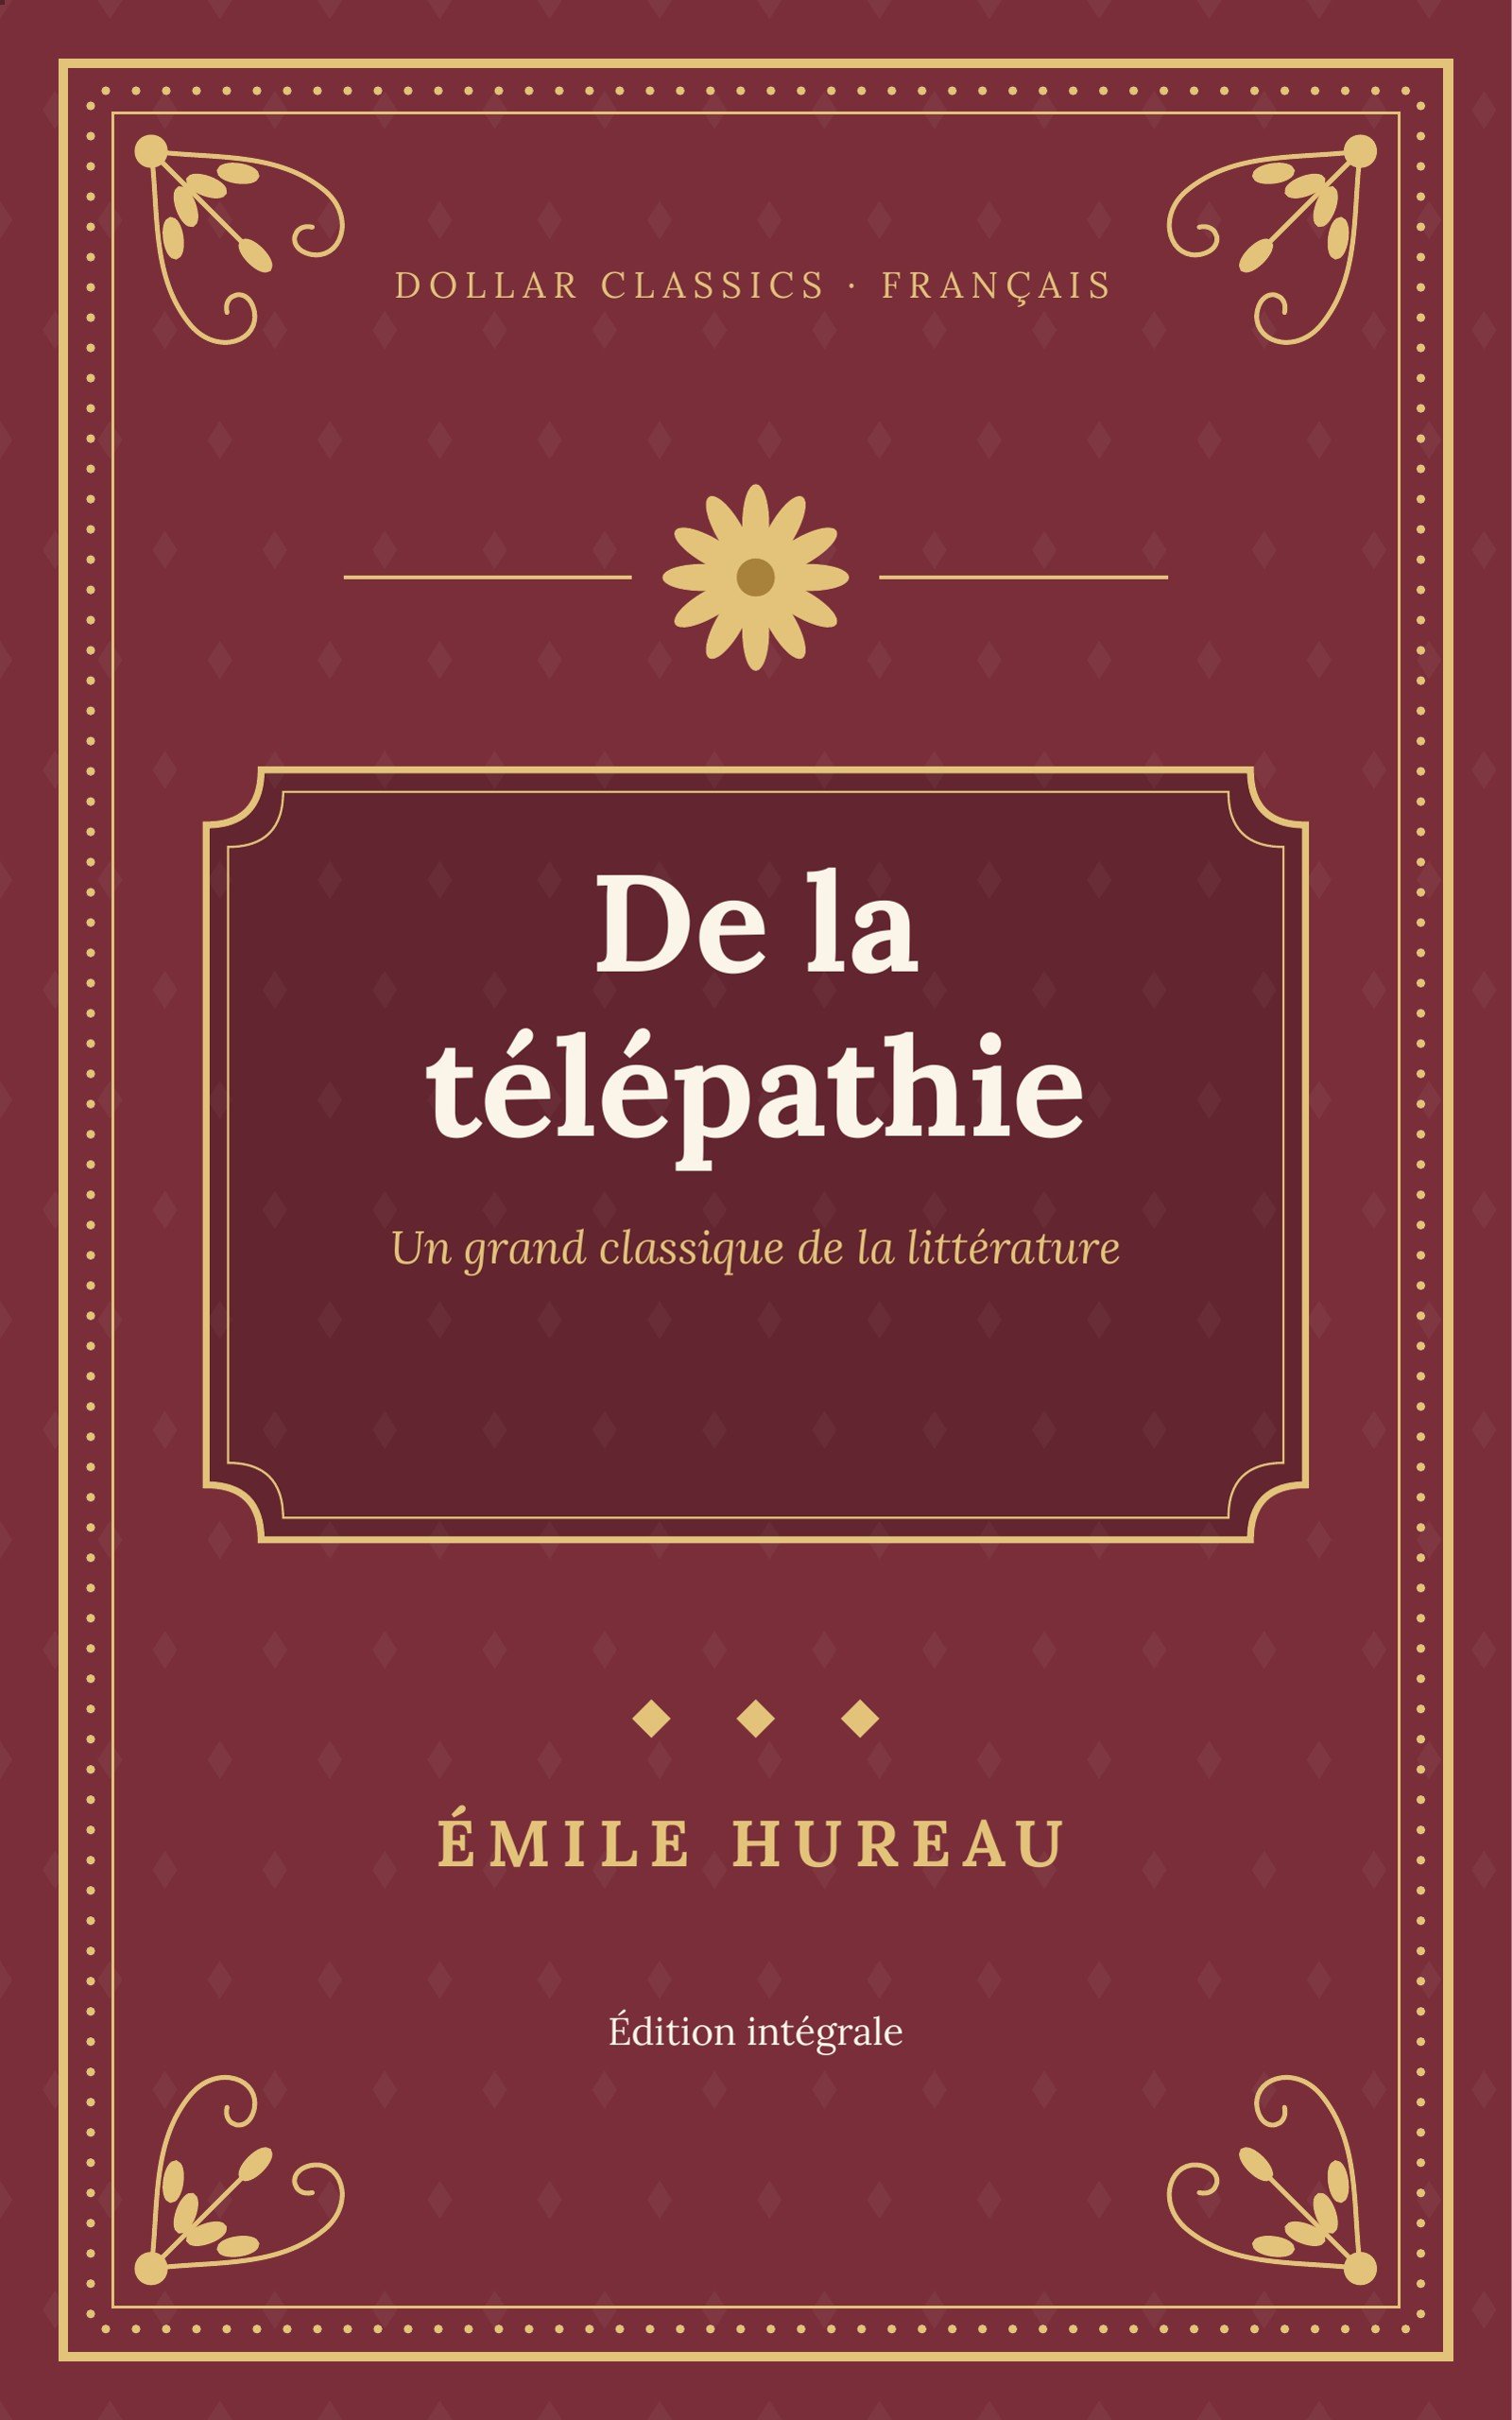 DOLLAR CLASSICS · FRANÇAIS
De la
télépathie
Un grand classique de la littérature
ÉMILE HUREAU
Édition intégrale